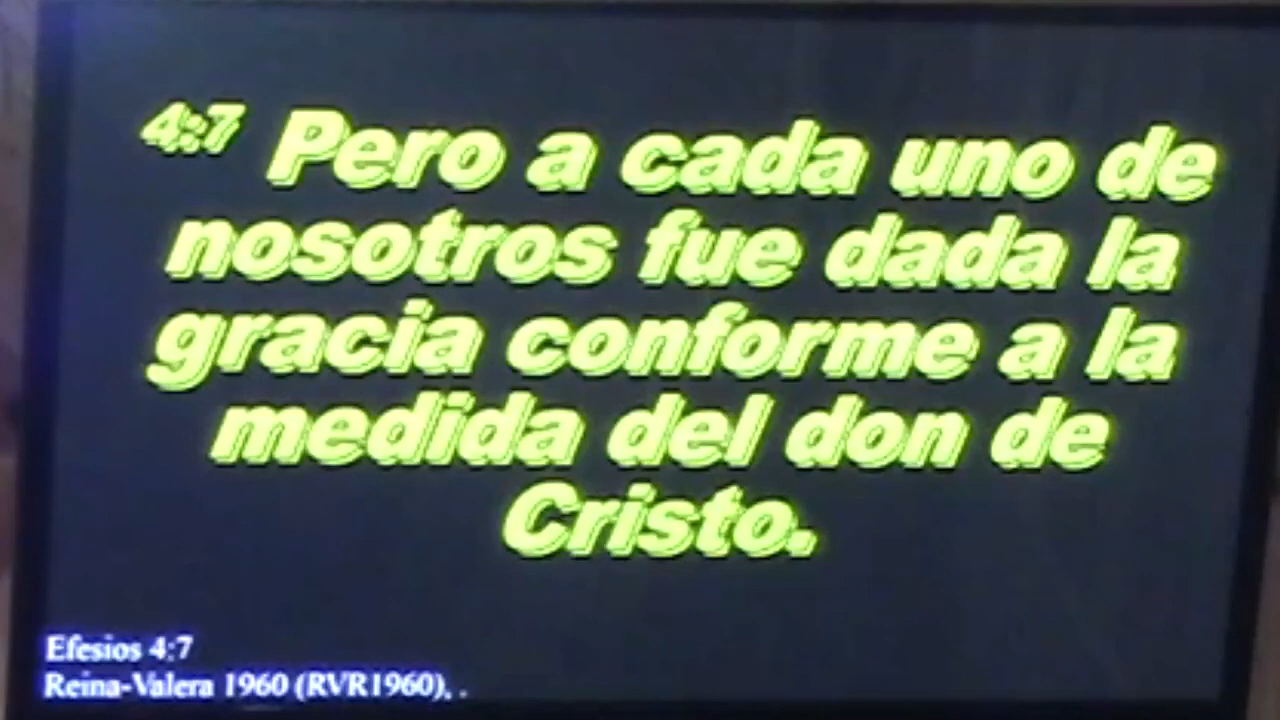 4:7 Pero a cada uno de
nosotros fue dada la
gracia conforme a la
medida del don de
Cristo.
Efesios 4:7
Reina-Valera 1960 (RVR1960), .